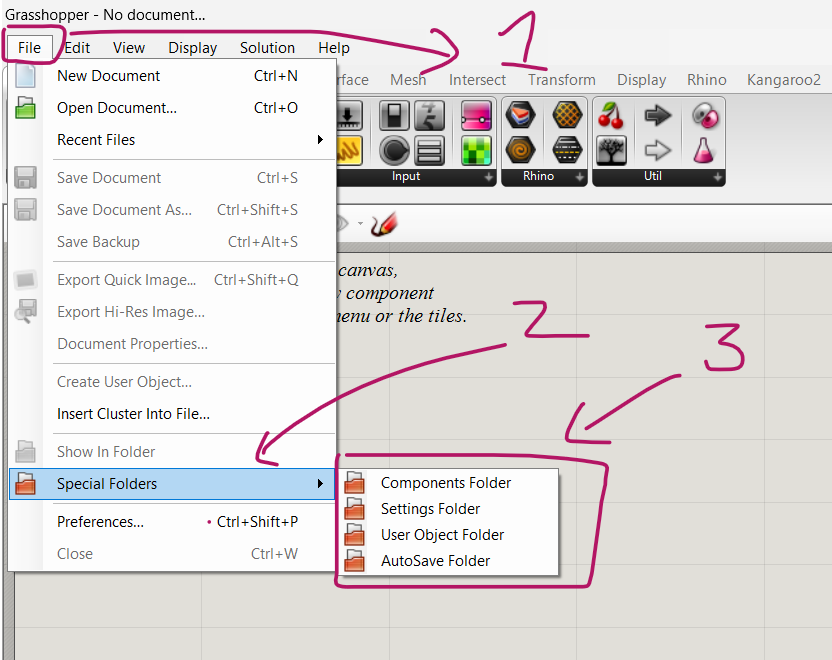 Grasshopper - No document...
File Edit View Display Solution Help
1
rface Mesh Intersect Transform Display Rhino Kangaroo2
New Document Ctrl+N
Open Document... Ctrl+O
Recent Files
Save Document Ctrl+S
Input Rhino Util
Save Document As... Ctrl+Shift+S
Save Backup Ctrl+Alt+S
Export Quick Image... Ctrl+Shift+Q
canvas,
component
Export Hi-Res Image...
menu or the tiles.
Document Properties...
2
3
Create User Object...
Insert Cluster Into File...
Show In Folder
Special Folders
Components Folder
Settings Folder
User Object Folder
AutoSave Folder
Preferences... Ctrl+Shift+P
Close Ctrl+W